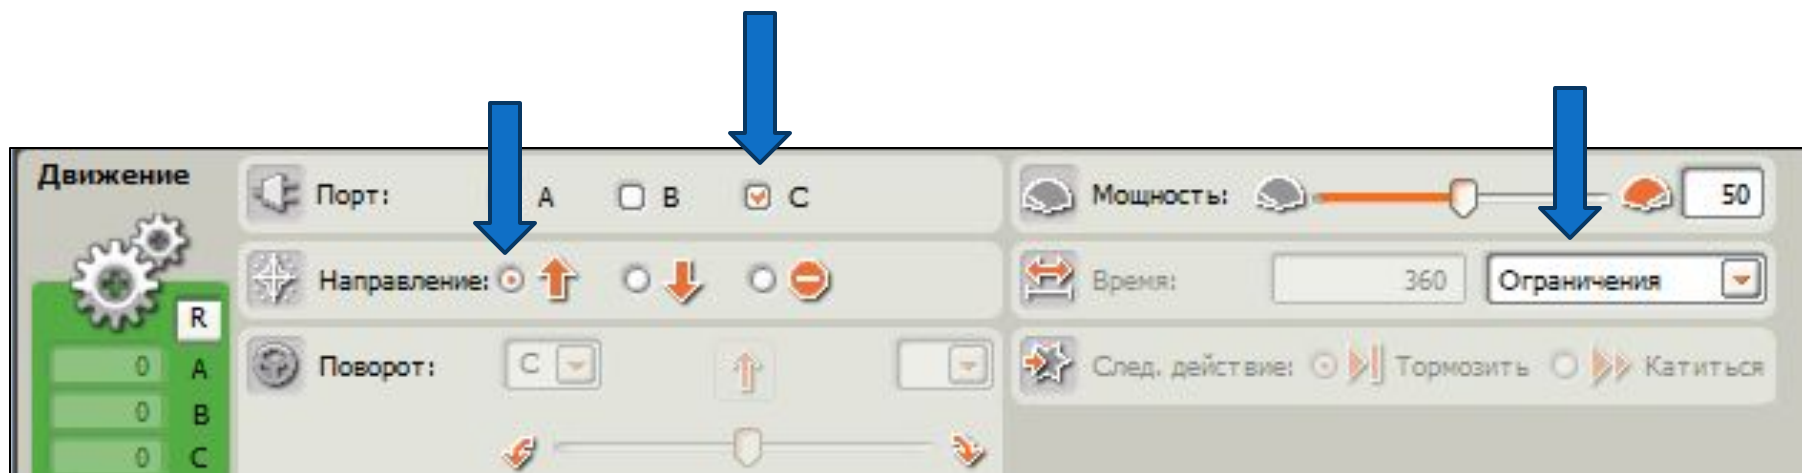 Движение
Порт: A B C
Направление:
Поворот: C
R
0 A
0 B
0 C
Мощность: 50
Время: 360 Ограничения
След. действие: Тормозить Катиться